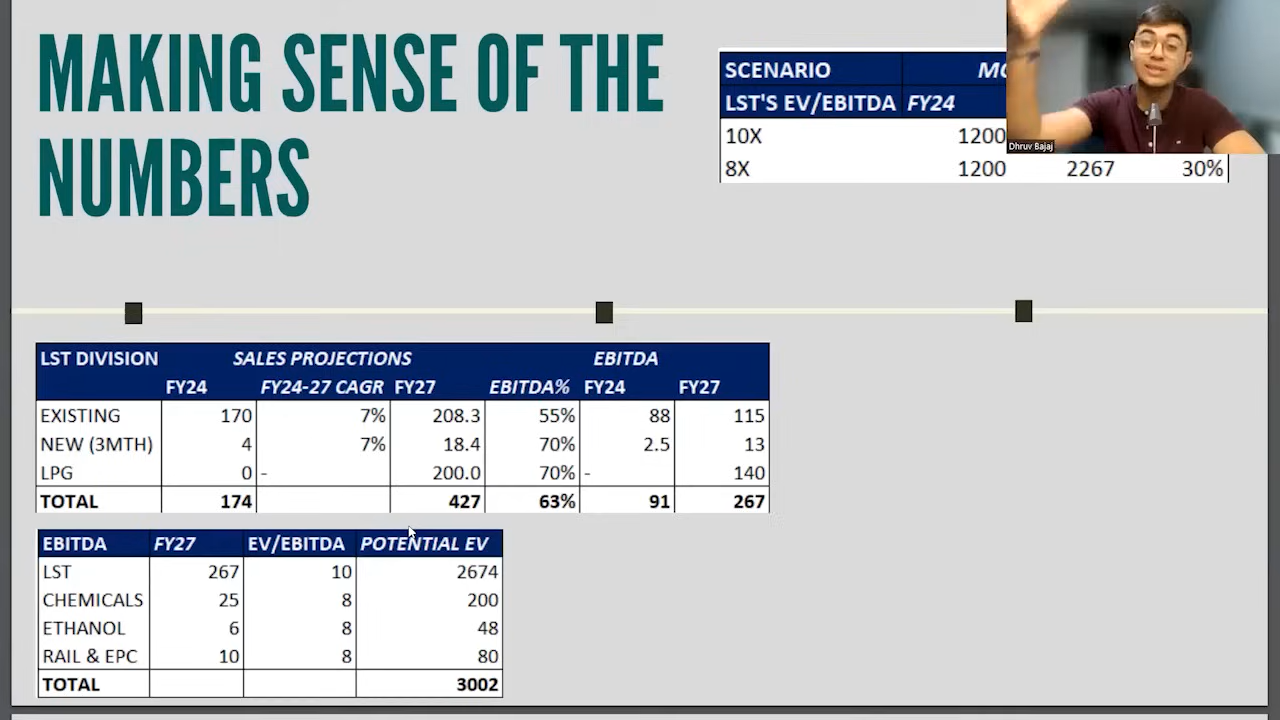 MAKING SENSE OF THE
NUMBERS
SCENARIO
LST'S EV/EBITDA FY24
10X 1200
8X 1200 2267 30%
Dhruv Bajaj
LST DIVISION SALES PROJECTIONS EBITDA
FY24 FY24-27 CAGR FY27 EBITDA% FY24 FY27
EXISTING 170 7% 208.3 55% 88 115
NEW (3MTH) 4 7% 18.4 70% 2.5 13
LPG 0 - 200.0 70% - 140
TOTAL 174 427 63% 91 267
EBITDA FY27 EV/EBITDA POTENTIAL EV
LST 267 10 2674
CHEMICALS 25 8 200
ETHANOL 6 8 48
RAIL & EPC 10 8 80
TOTAL 3002